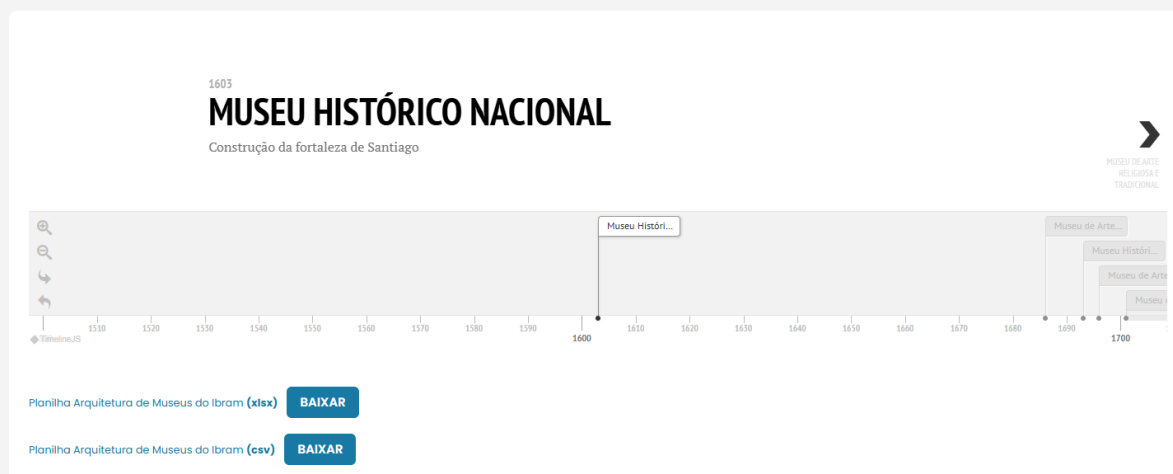 1603
MUSEU HISTÓRICO NACIONAL
Construção da fortaleza de Santiago
MUSEU DE ARTE
RELIGIOSA E
TRADICIONAL
Museu Históri...
Museu de Arte...
Museu Históri...
Museu de Arte
Museu
1510 1520 1530 1540 1550 1560 1570 1580 1590 1600 1610 1620 1630 1640 1650 1660 1670 1680 1690 1700
TimelineJS
Planilha Arquitetura de Museus do Ibram (xlsx) BAIXAR
Planilha Arquitetura de Museus do Ibram (csv) BAIXAR